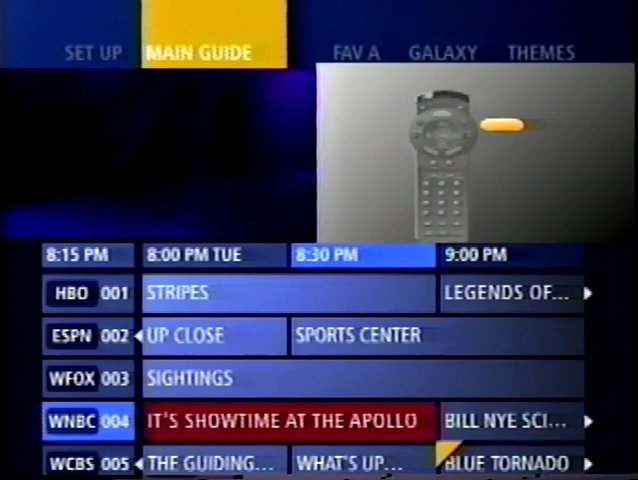 SET UP MAIN GUIDE FAV A GALAXY THEMES
8:15 PM 8:00 PM TUE 8:30 PM 9:00 PM
HBO 001 STRIPES LEGENDS OF...
ESPN 002 UP CLOSE SPORTS CENTER
WFOX 003 SIGHTINGS
WNBC 004 IT'S SHOWTIME AT THE APOLLO BILL NYE SCI...
WCBS 005 THE GUIDING... WHAT'S UP... BLUE TORNADO